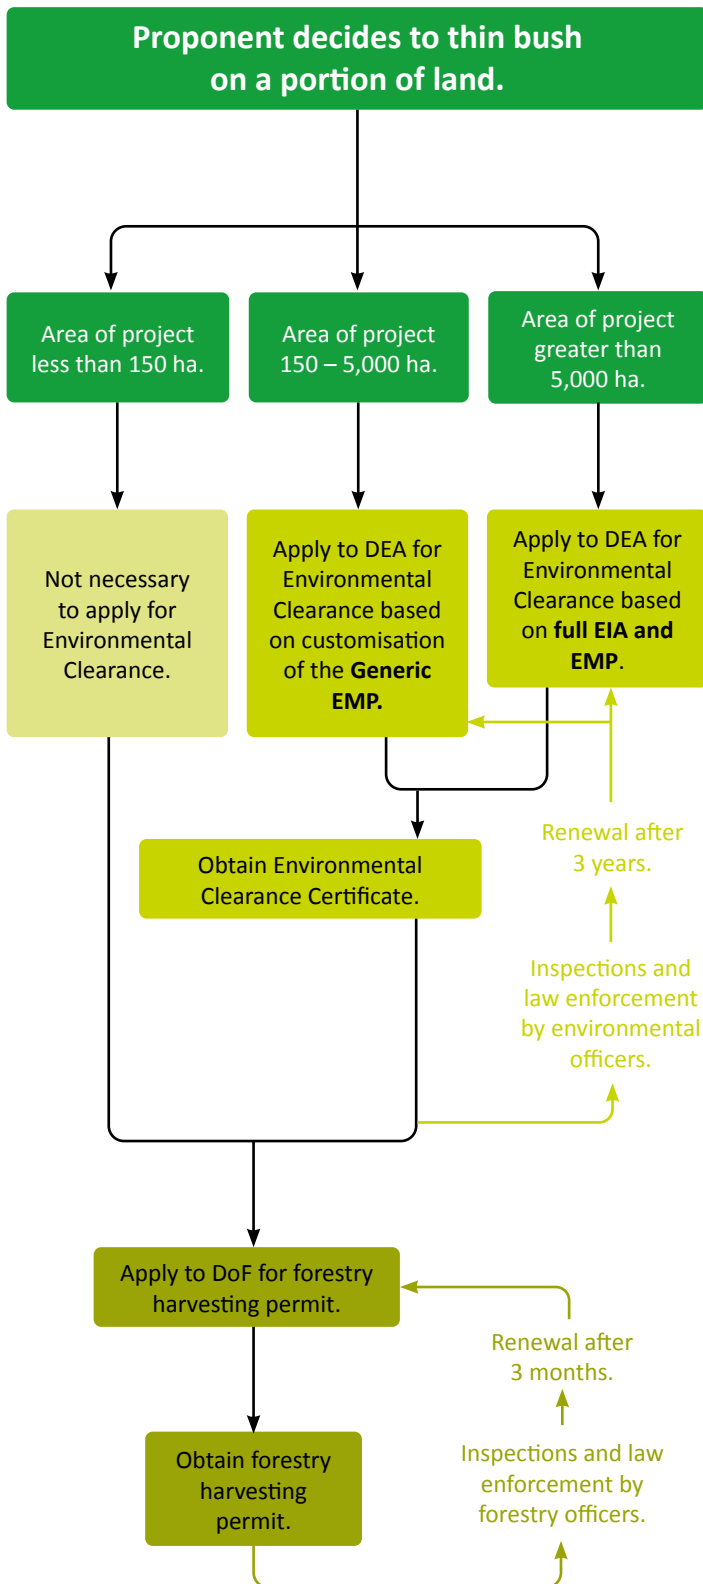 Proponent decides to thin bush
on a portion of land.
Area of project
less than 150 ha.
Area of project
150 – 5,000 ha.
Area of project
greater than
5,000 ha.
Not necessary
to apply for
Environmental
Clearance.
Apply to DEA for
Environmental
Clearance based
on customisation
of the Generic
EMP.
Apply to DEA for
Environmental
Clearance based
on full EIA and
EMP.
Renewal after
3 years.
Obtain Environmental
Clearance Certificate.
Inspections and
law enforcement
by environmental
officers.
Apply to DoF for forestry
harvesting permit.
Renewal after
3 months.
Obtain forestry
harvesting
permit.
Inspections and law
enforcement by
forestry officers.